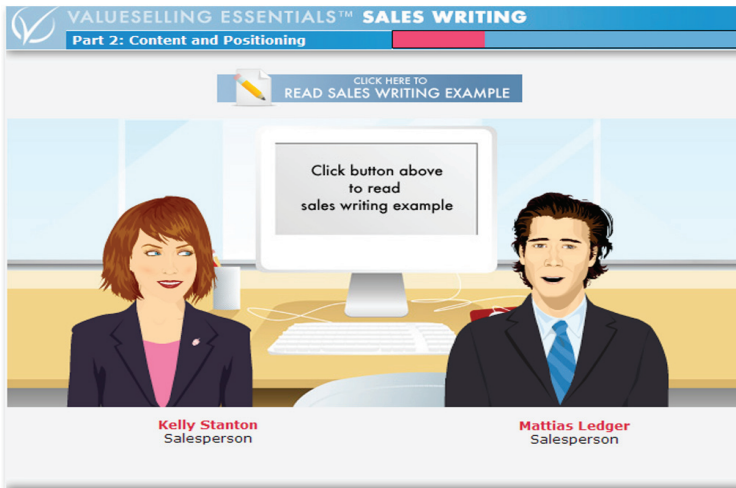 VALUESELLING ESSENTIALS™ SALES WRITING
Part 2: Content and Positioning
CLICK HERE TO
READ SALES WRITING EXAMPLE
Click button above
to read
sales writing example
Kelly Stanton
Salesperson
Mattias Ledger
Salesperson